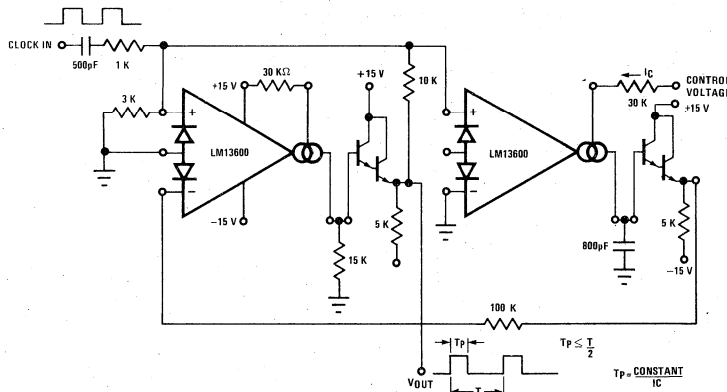 CLOCK IN
500pF
1 K
3 K
+15 V
30 KΩ
+
LM13600
−
−15 V
+15 V
10 K
15 K
5 K
+
LM13600
−
IC
CONTROL
VOLTAGE
30 K
+15 V
800pF
5 K
−15 V
100 K
VOUT
TP
T
TP ≤ T/2
TP = CONSTANT/IC